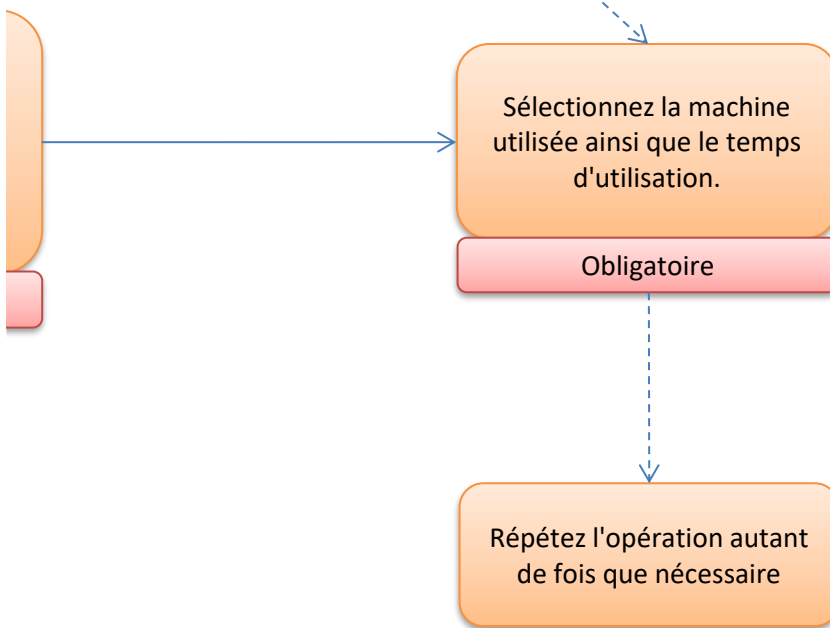 Sélectionnez la machine
utilisée ainsi que le temps
d'utilisation.
Obligatoire
Répétez l'opération autant
de fois que nécessaire